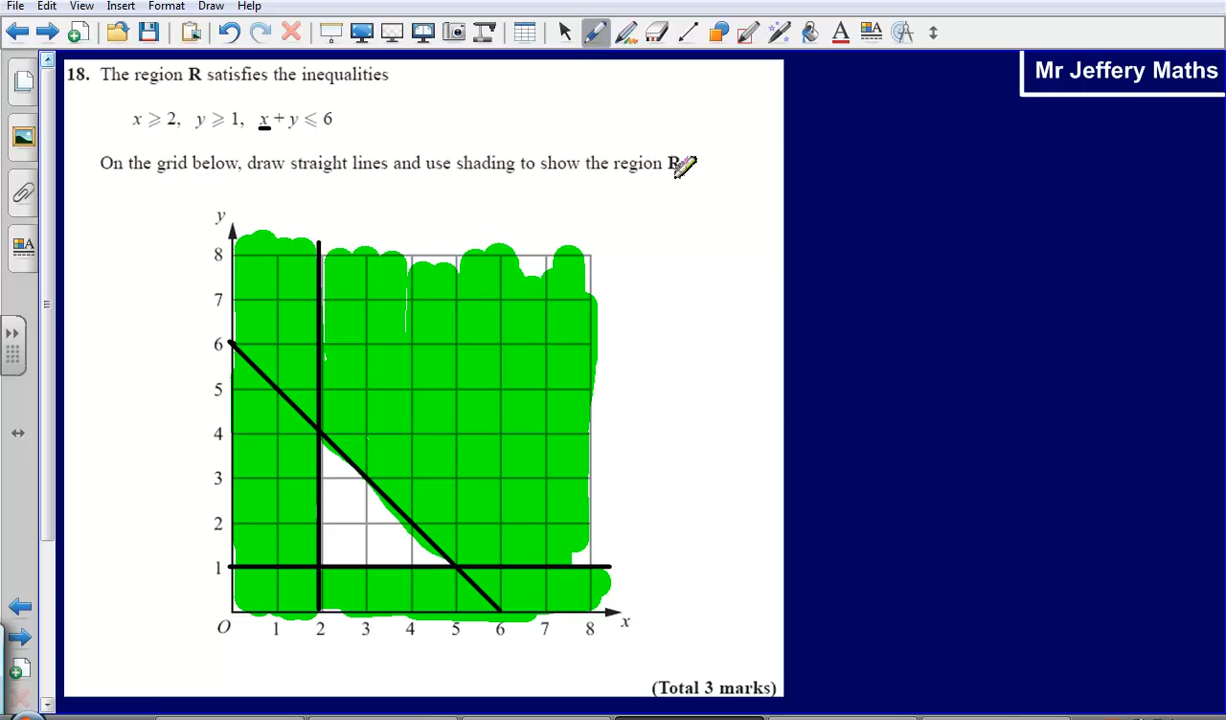 File Edit View Insert Format Draw Help
Mr Jeffery Maths
18. The region R satisfies the inequalities
x ⩾ 2, y ⩾ 1, x + y ⩽ 6
On the grid below, draw straight lines and use shading to show the region R
y
8
7
6
5
4
3
2
1
O 1 2 3 4 5 6 7 8 x
(Total 3 marks)